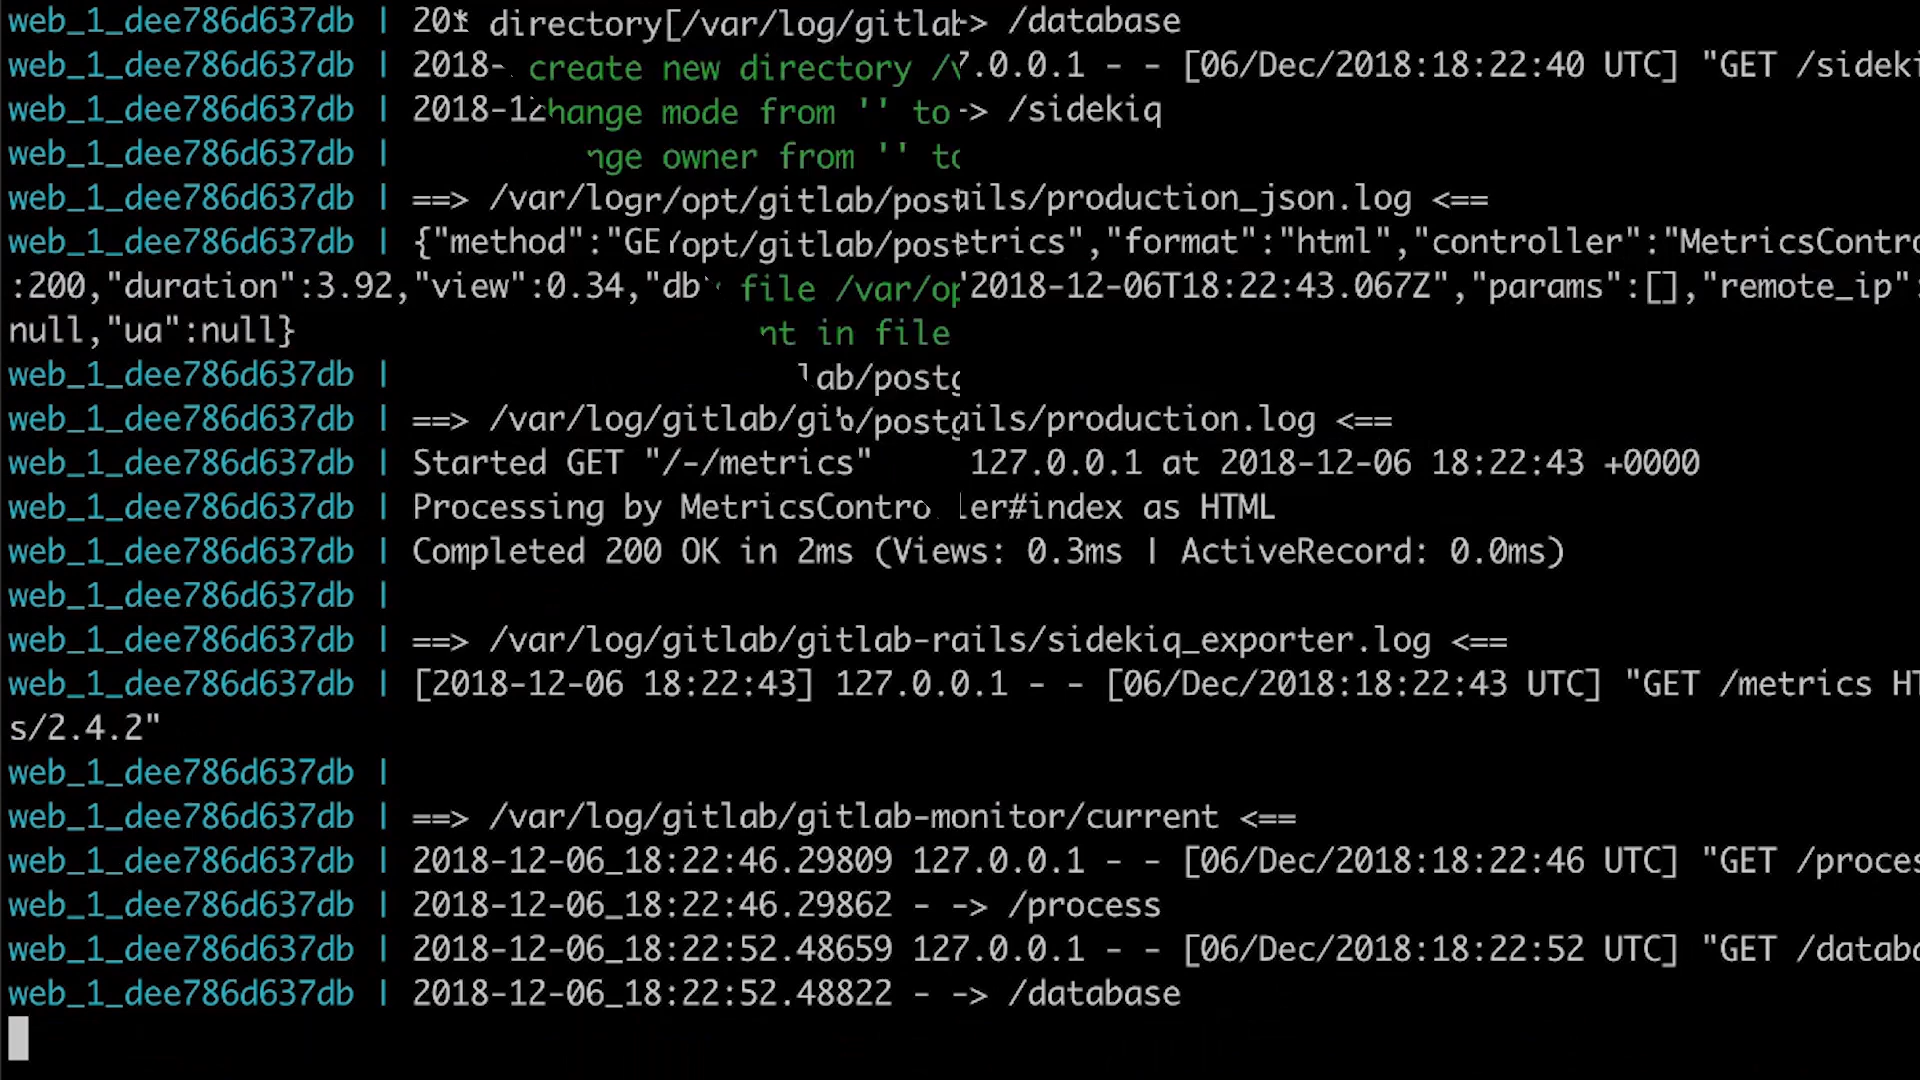 web_1_dee786d637db | 201* directory[/var/log/gitlab-> /database
web_1_dee786d637db | 2018- create new directory /v7.0.0.1 - - [06/Dec/2018:18:22:40 UTC] "GET /sideki
web_1_dee786d637db | 2018-12hange mode from '' to -> /sidekiq
web_1_dee786d637db | nge owner from '' to
web_1_dee786d637db | ==> /var/logr/opt/gitlab/postails/production_json.log <==
web_1_dee786d637db | {"method":"GE/opt/gitlab/postetrics","format":"html","controller":"MetricsContro
:200,"duration":3.92,"view":0.34,"db file /var/op"2018-12-06T18:22:43.067Z","params":[],"remote_ip":
null,"ua":null} nt in file
web_1_dee786d637db | lab/postg
web_1_dee786d637db | ==> /var/log/gitlab/gitb/postgails/production.log <==
web_1_dee786d637db | Started GET "/-/metrics" 127.0.0.1 at 2018-12-06 18:22:43 +0000
web_1_dee786d637db | Processing by MetricsController#index as HTML
web_1_dee786d637db | Completed 200 OK in 2ms (Views: 0.3ms | ActiveRecord: 0.0ms)
web_1_dee786d637db |
web_1_dee786d637db | ==> /var/log/gitlab/gitlab-rails/sidekiq_exporter.log <==
web_1_dee786d637db | [2018-12-06 18:22:43] 127.0.0.1 - - [06/Dec/2018:18:22:43 UTC] "GET /metrics HT
s/2.4.2"
web_1_dee786d637db |
web_1_dee786d637db | ==> /var/log/gitlab/gitlab-monitor/current <==
web_1_dee786d637db | 2018-12-06_18:22:46.29809 127.0.0.1 - - [06/Dec/2018:18:22:46 UTC] "GET /proces
web_1_dee786d637db | 2018-12-06_18:22:46.29862 - -> /process
web_1_dee786d637db | 2018-12-06_18:22:52.48659 127.0.0.1 - - [06/Dec/2018:18:22:52 UTC] "GET /databa
web_1_dee786d637db | 2018-12-06_18:22:52.48822 - -> /database